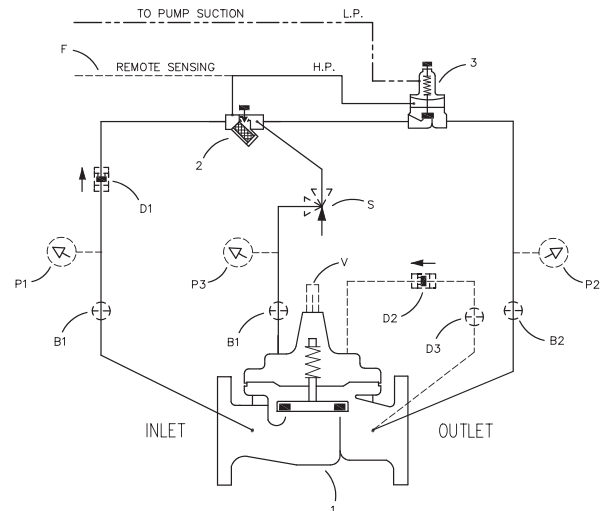 TO PUMP SUCTION L.P.
F
REMOTE SENSING H.P.
3
2
D1
S
P1
P3
V
P2
D2
B1
B1
D3
B2
INLET
OUTLET
1